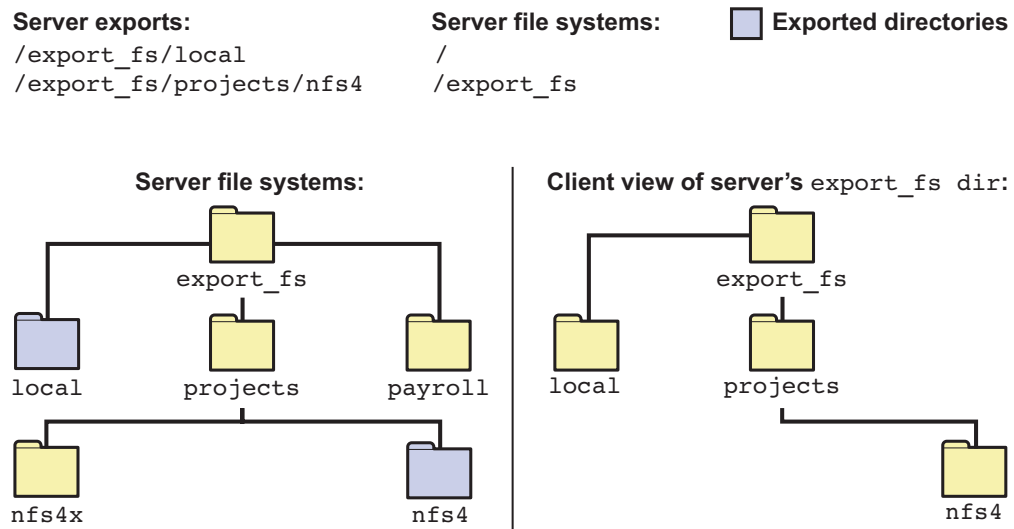 Server exports:
/export_fs/local
/export_fs/projects/nfs4
Server file systems:
/
/export_fs
Exported directories
Server file systems:
export_fs
local
projects
payroll
nfs4x
nfs4
Client view of server’s export_fs dir:
export_fs
local
projects
nfs4